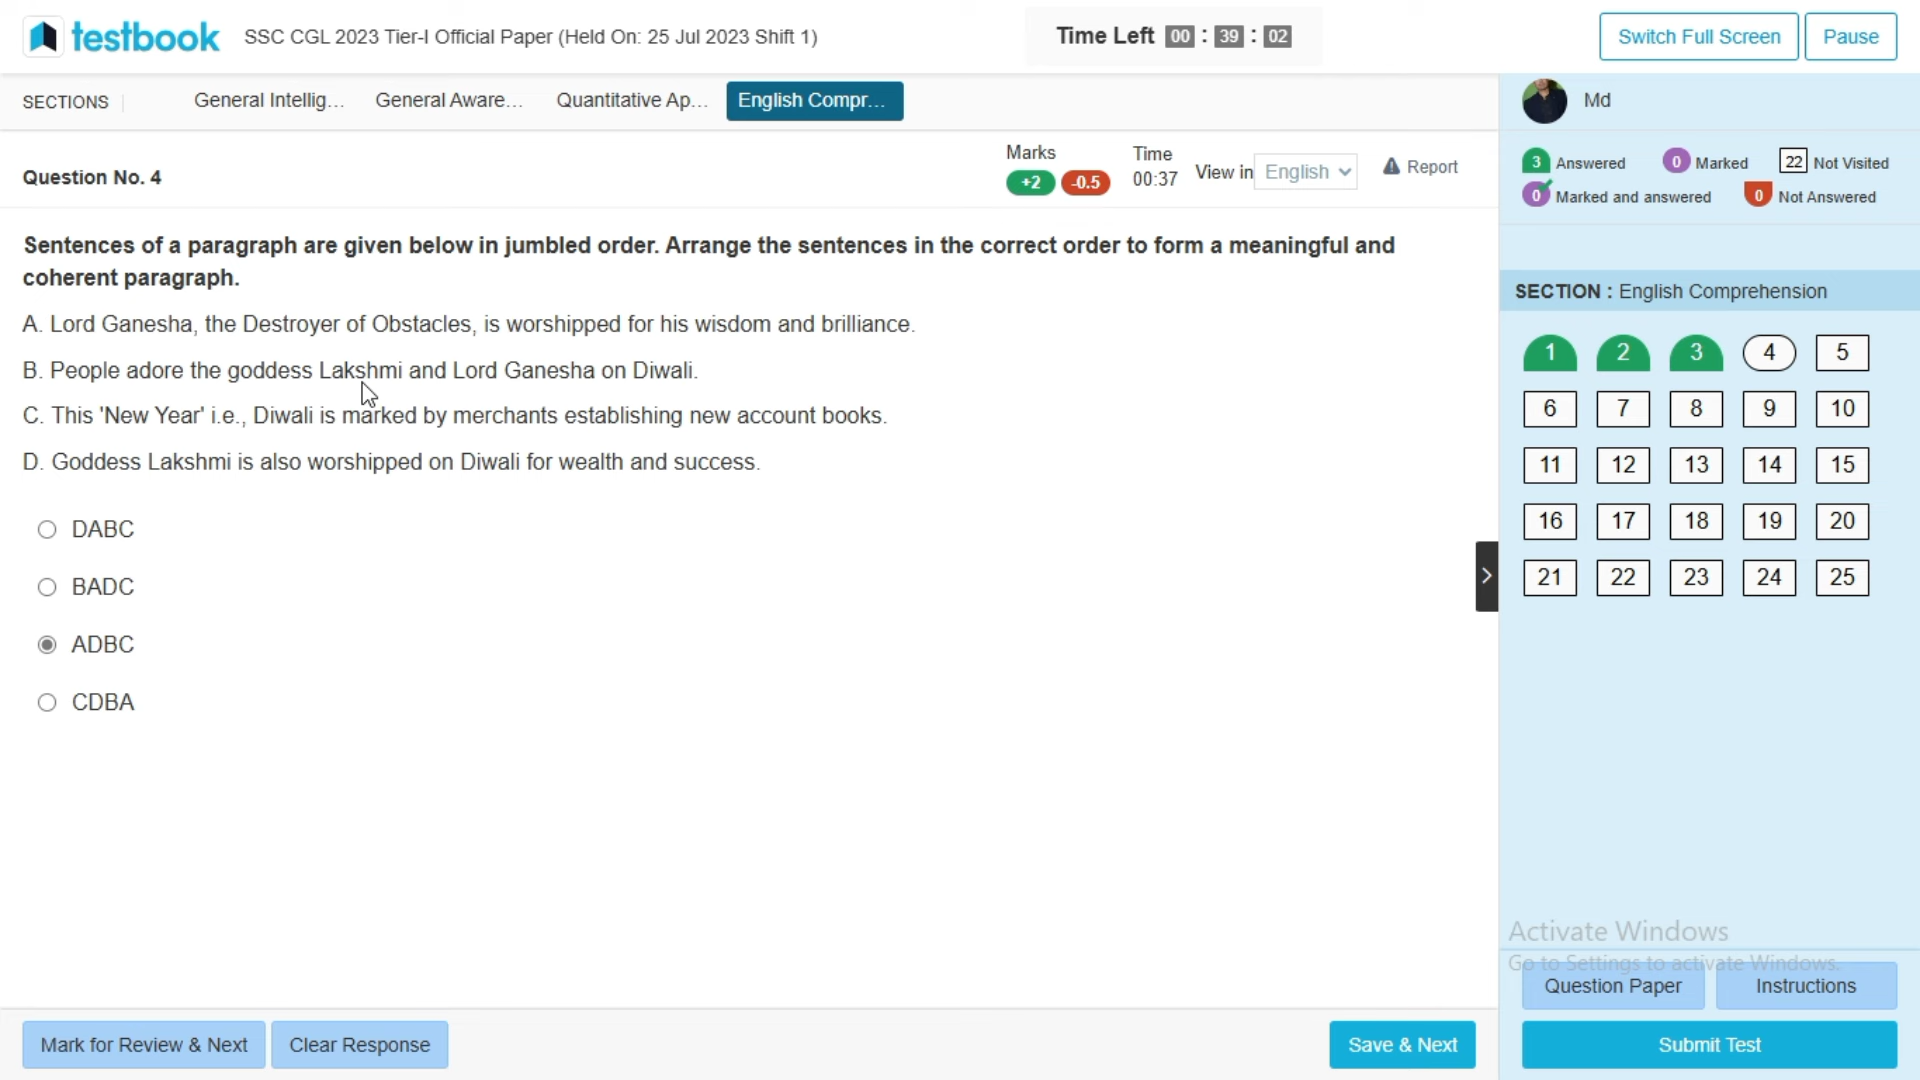 testbook SSC CGL 2023 Tier-I Official Paper (Held On: 25 Jul 2023 Shift 1) Time Left 00 : 39 : 02 Switch Full Screen Pause
SECTIONS General Intellig... General Aware... Quantitative Ap... English Compr... Md
Question No. 4 Marks +2 -0.5 Time 00:37 View in English Report
3 Answered 0 Marked 22 Not Visited
0 Marked and answered 0 Not Answered
Sentences of a paragraph are given below in jumbled order. Arrange the sentences in the correct order to form a meaningful and
coherent paragraph.
A. Lord Ganesha, the Destroyer of Obstacles, is worshipped for his wisdom and brilliance.
B. People adore the goddess Lakshmi and Lord Ganesha on Diwali.
C. This 'New Year' i.e., Diwali is marked by merchants establishing new account books.
D. Goddess Lakshmi is also worshipped on Diwali for wealth and success.
DABC
BADC
ADBC
CDBA
SECTION : English Comprehension
1 2 3 4 5
6 7 8 9 10
11 12 13 14 15
16 17 18 19 20
21 22 23 24 25
Activate Windows
Go to Settings to activate Windows.
Question Paper Instructions
Mark for Review & Next Clear Response Save & Next Submit Test